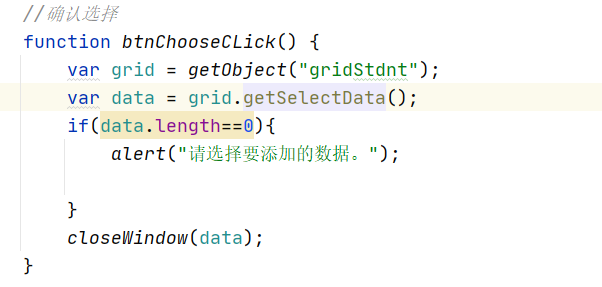 //确认选择
function btnChooseCLick() {
    var grid = getObject("gridStdnt");
    var data = grid.getSelectData();
    if(data.length==0){
        alert("请选择要添加的数据。");
    }
    closeWindow(data);
}